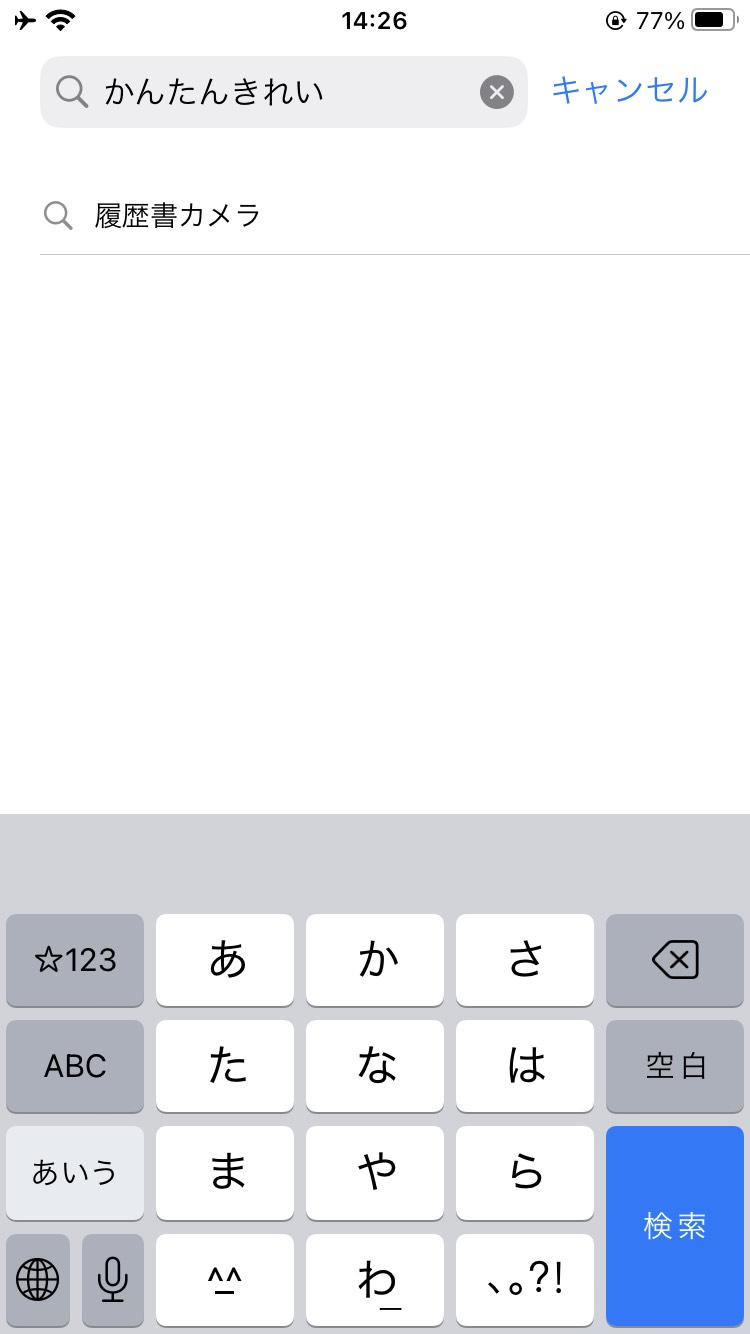 14:26 77%
かんたんきれい キャンセル
履歴書カメラ
☆123 あ か さ
ABC た な は 空白
あいう ま や ら 検索
^_^ わ_ 、。?!